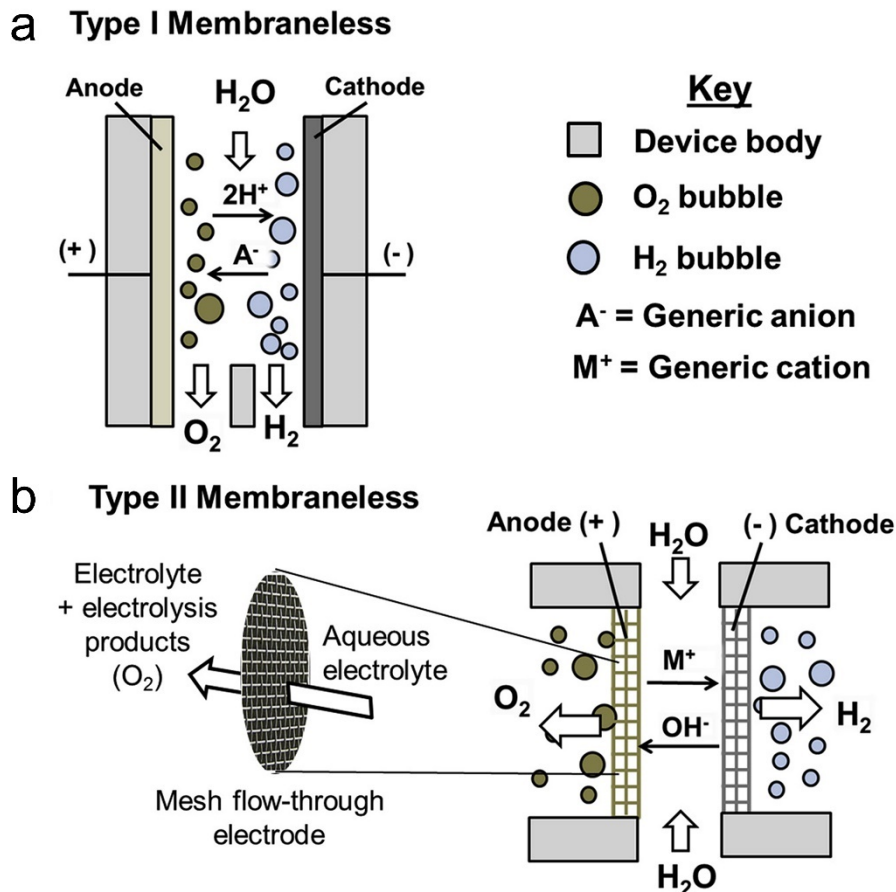 a Type I Membraneless
Anode
H₂O
Cathode
2H⁺
(+)
A⁻
(-)
O₂
H₂
Key
Device body
O₂ bubble
H₂ bubble
A⁻ = Generic anion
M⁺ = Generic cation
b Type II Membraneless
Electrolyte
+ electrolysis
products
(O₂)
Aqueous
electrolyte
Mesh flow-through
electrode
Anode (+)
H₂O
(-) Cathode
M⁺
O₂
OH⁻
H₂
H₂O